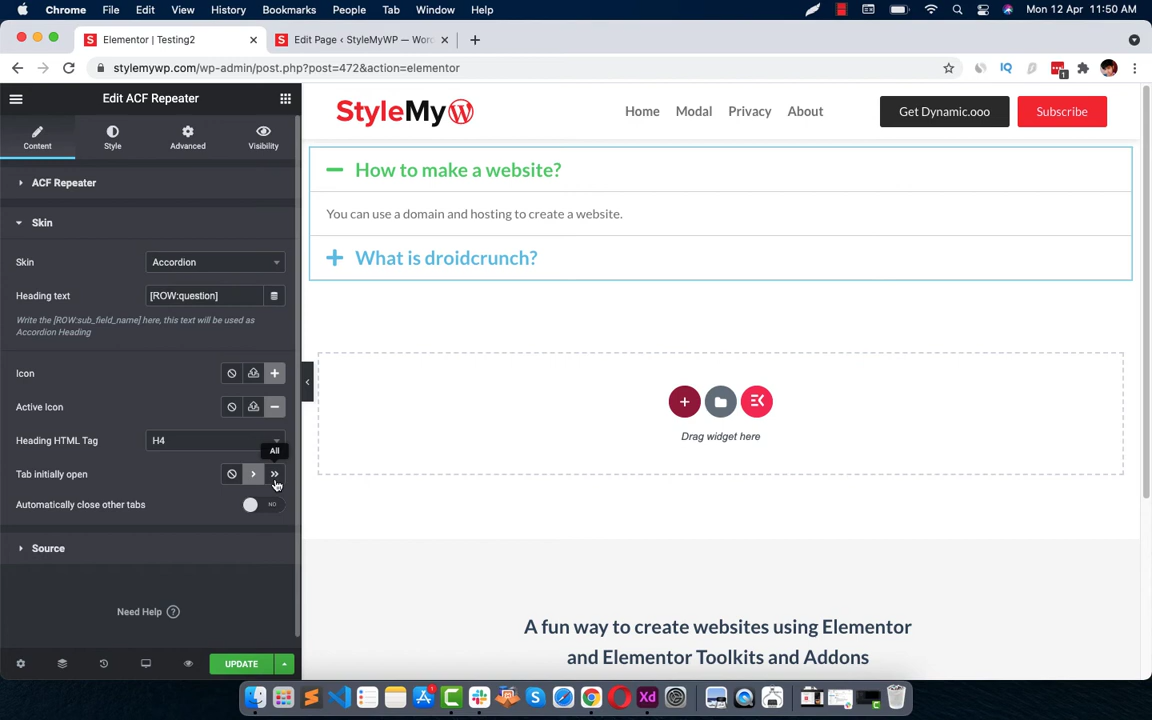 Chrome File Edit View History Bookmarks People Tab Window Help Mon 12 Apr 11:50 AM
Elementor | Testing2 Edit Page ‹ StyleMyWP — Worc
stylemywp.com/wp-admin/post.php?post=472&action=elementor
Edit ACF Repeater
StyleMyW Home Modal Privacy About Get Dynamic.ooo Subscribe
Content Style Advanced Visibility
ACF Repeater
How to make a website?
Skin
You can use a domain and hosting to create a website.
Skin Accordion
What is droidcrunch?
Heading text [ROW:question]
Write the [ROW:sub_field_name] here, this text will be used as
Accordion Heading
Icon
Active Icon
Drag widget here
Heading HTML Tag H4
All
Tab initially open
Automatically close other tabs NO
Source
Need Help ?
A fun way to create websites using Elementor
and Elementor Toolkits and Addons
UPDATE